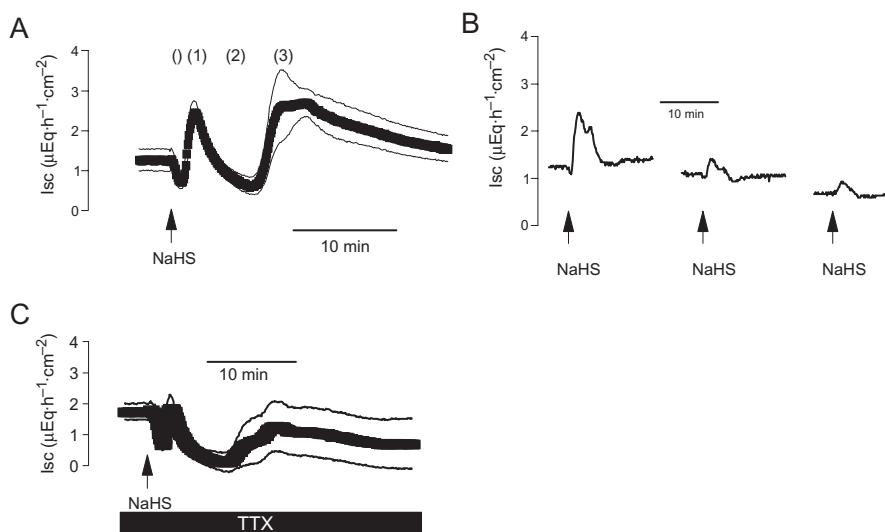 A
Isc (µEq·h⁻¹·cm⁻²)
4
3
2
1
0
() (1) (2) (3)
NaHS
10 min
B
Isc (µEq·h⁻¹·cm⁻²)
4
3
2
1
0
10 min
NaHS
NaHS
NaHS
C
Isc (µEq·h⁻¹·cm⁻²)
4
3
2
1
0
10 min
NaHS
TTX